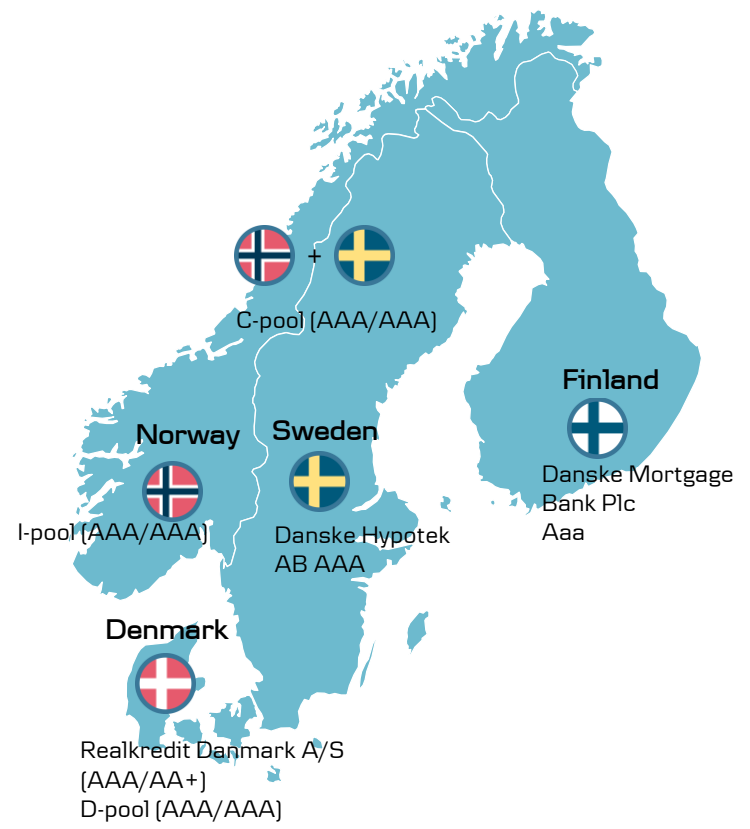 +
C-pool (AAA/AAA)
Finland
Danske Mortgage
Bank Plc
Aaa
Norway
I-pool (AAA/AAA)
Sweden
Danske Hypotek
AB AAA
Denmark
Realkredit Danmark A/S
(AAA/AA+)
D-pool (AAA/AAA)